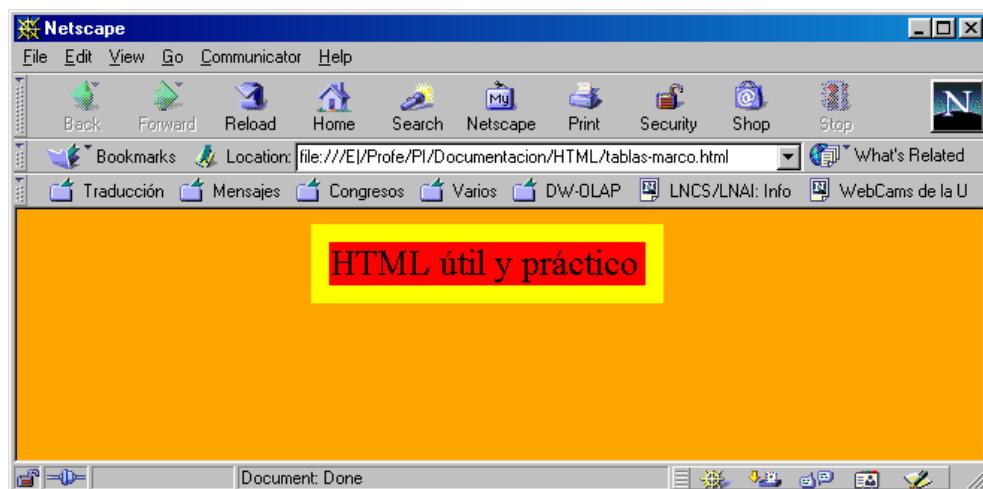 Netscape
File Edit View Go Communicator Help
My N
Back Forward Reload Home Search Netscape Print Security Shop Stop
Bookmarks Location: file:///E|/Profe/PI/Documentacion/HTML/tablas-marco.html What's Related
Traducción Mensajes Congresos Varios DW-OLAP LNCS/LNAI: Info WebCams de la U
HTML útil y práctico
Document: Done